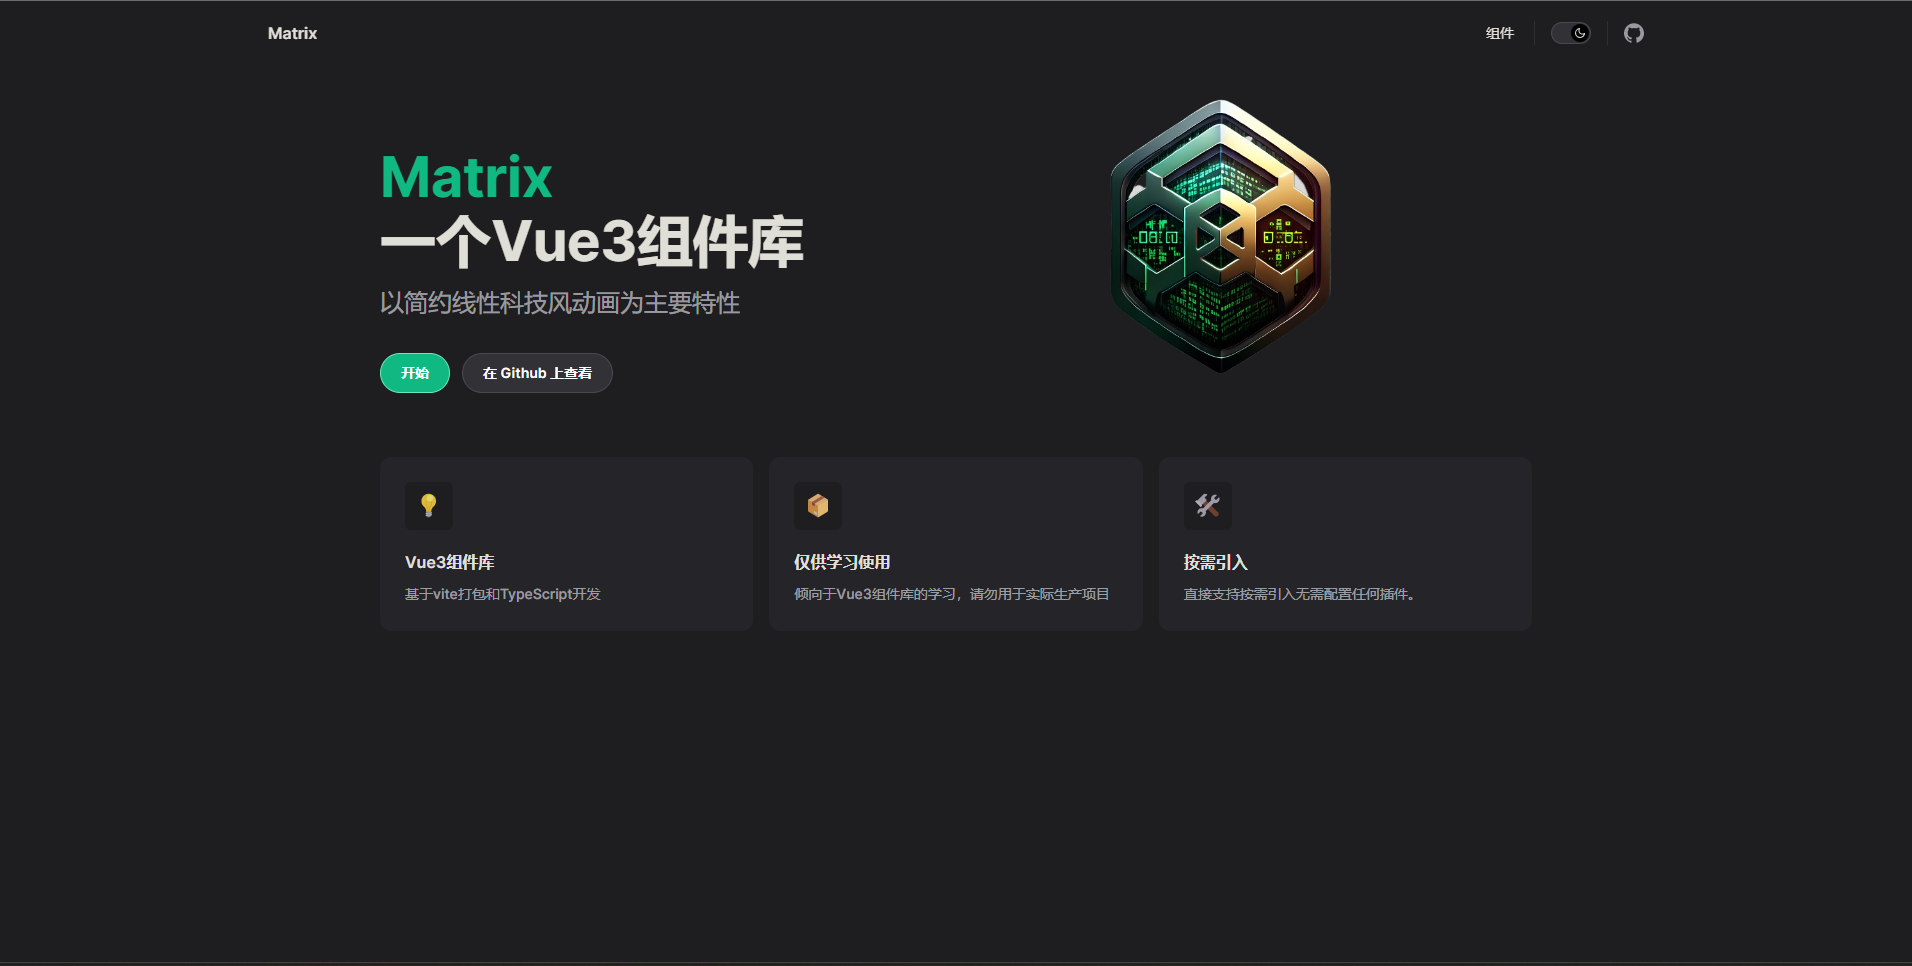 Matrix
组件
Matrix
一个Vue3组件库
以简约线性科技风动画为主要特性
开始
在 Github 上查看
Vue3组件库
基于vite打包和TypeScript开发
仅供学习使用
倾向于Vue3组件库的学习，请勿用于实际生产项目
按需引入
直接支持按需引入无需配置任何插件。